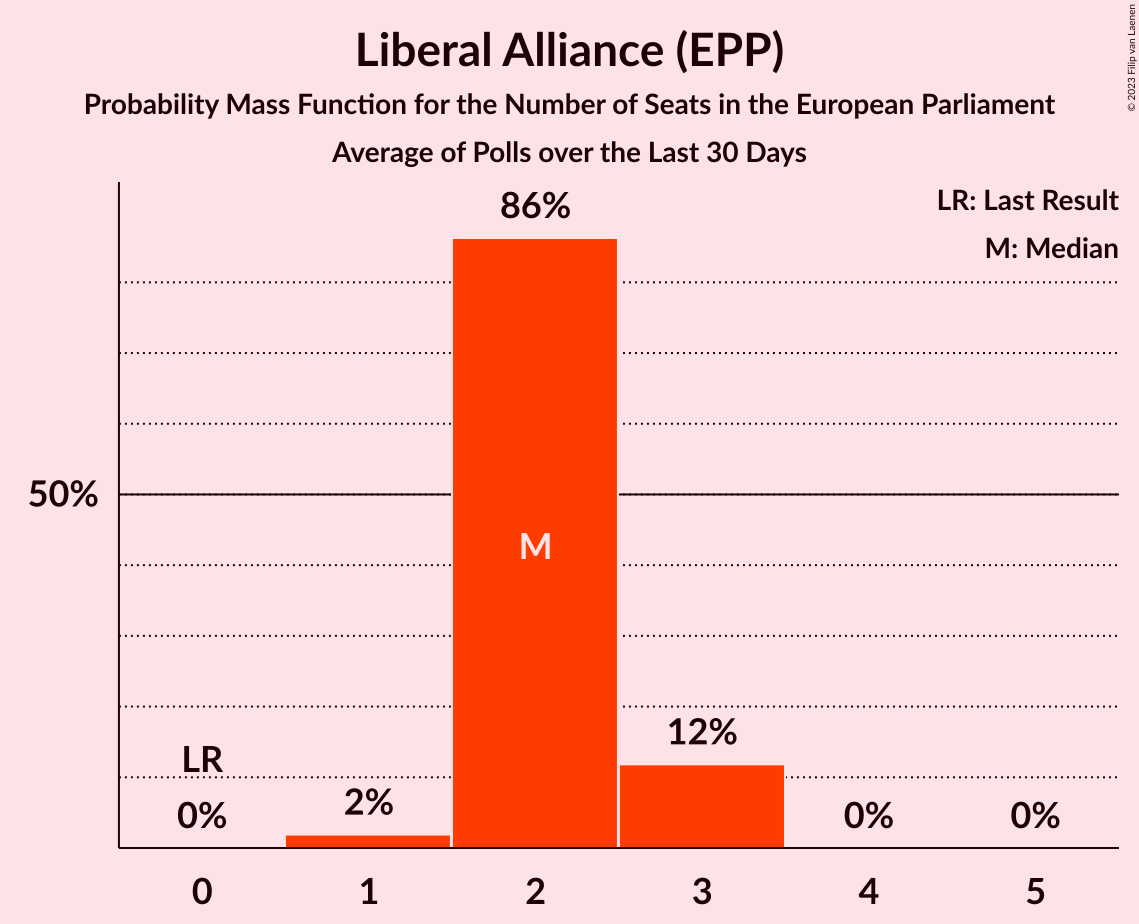 Liberal Alliance (EPP)
Probability Mass Function for the Number of Seats in the European Parliament
Average of Polls over the Last 30 Days
© 2023 Filip van Laenen
LR: Last Result
M: Median
86%
50%
M
12%
LR
2%
0%
0%
0%
0
1
2
3
4
5